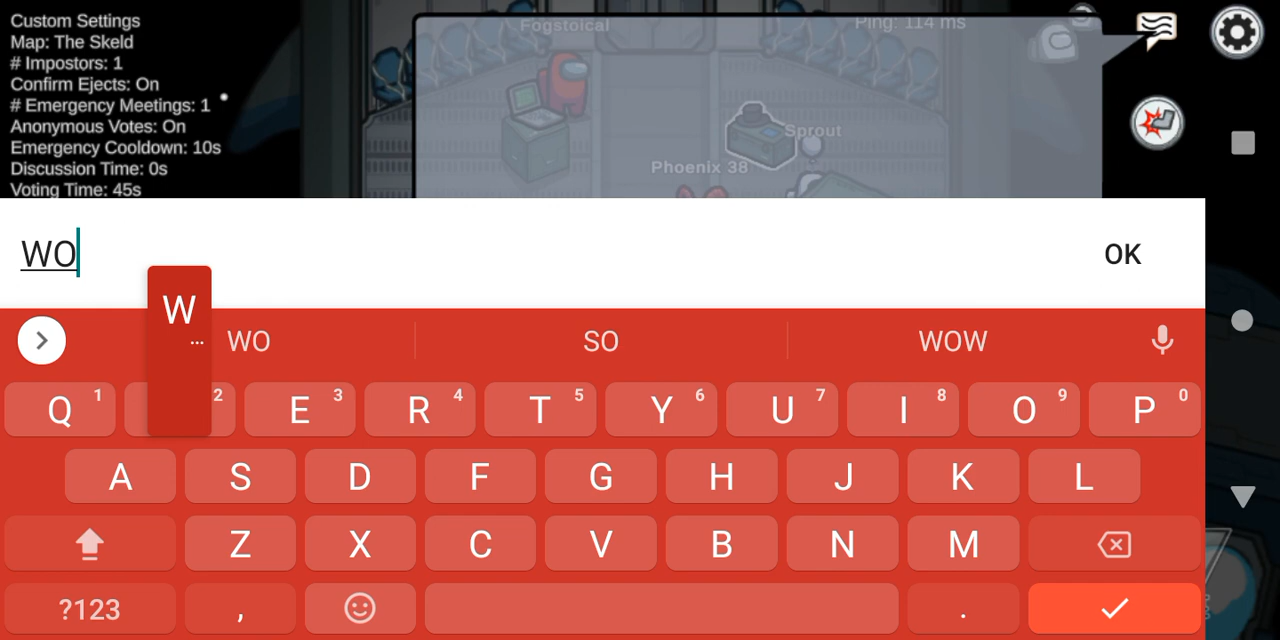 Custom Settings
Map: The Skeld
# Impostors: 1
Confirm Ejects: On
# Emergency Meetings: 1
Anonymous Votes: On
Emergency Cooldown: 10s
Discussion Time: 0s
Voting Time: 45s
Fogstoical
Ping: 114 ms
Sprout
Phoenix 38
WO
OK
W
...
WO SO WOW
Q 1 2 E 3 R 4 T 5 Y 6 U 7 I 8 O 9 P 0
A S D F G H J K L
Z X C V B N M
?123 , .